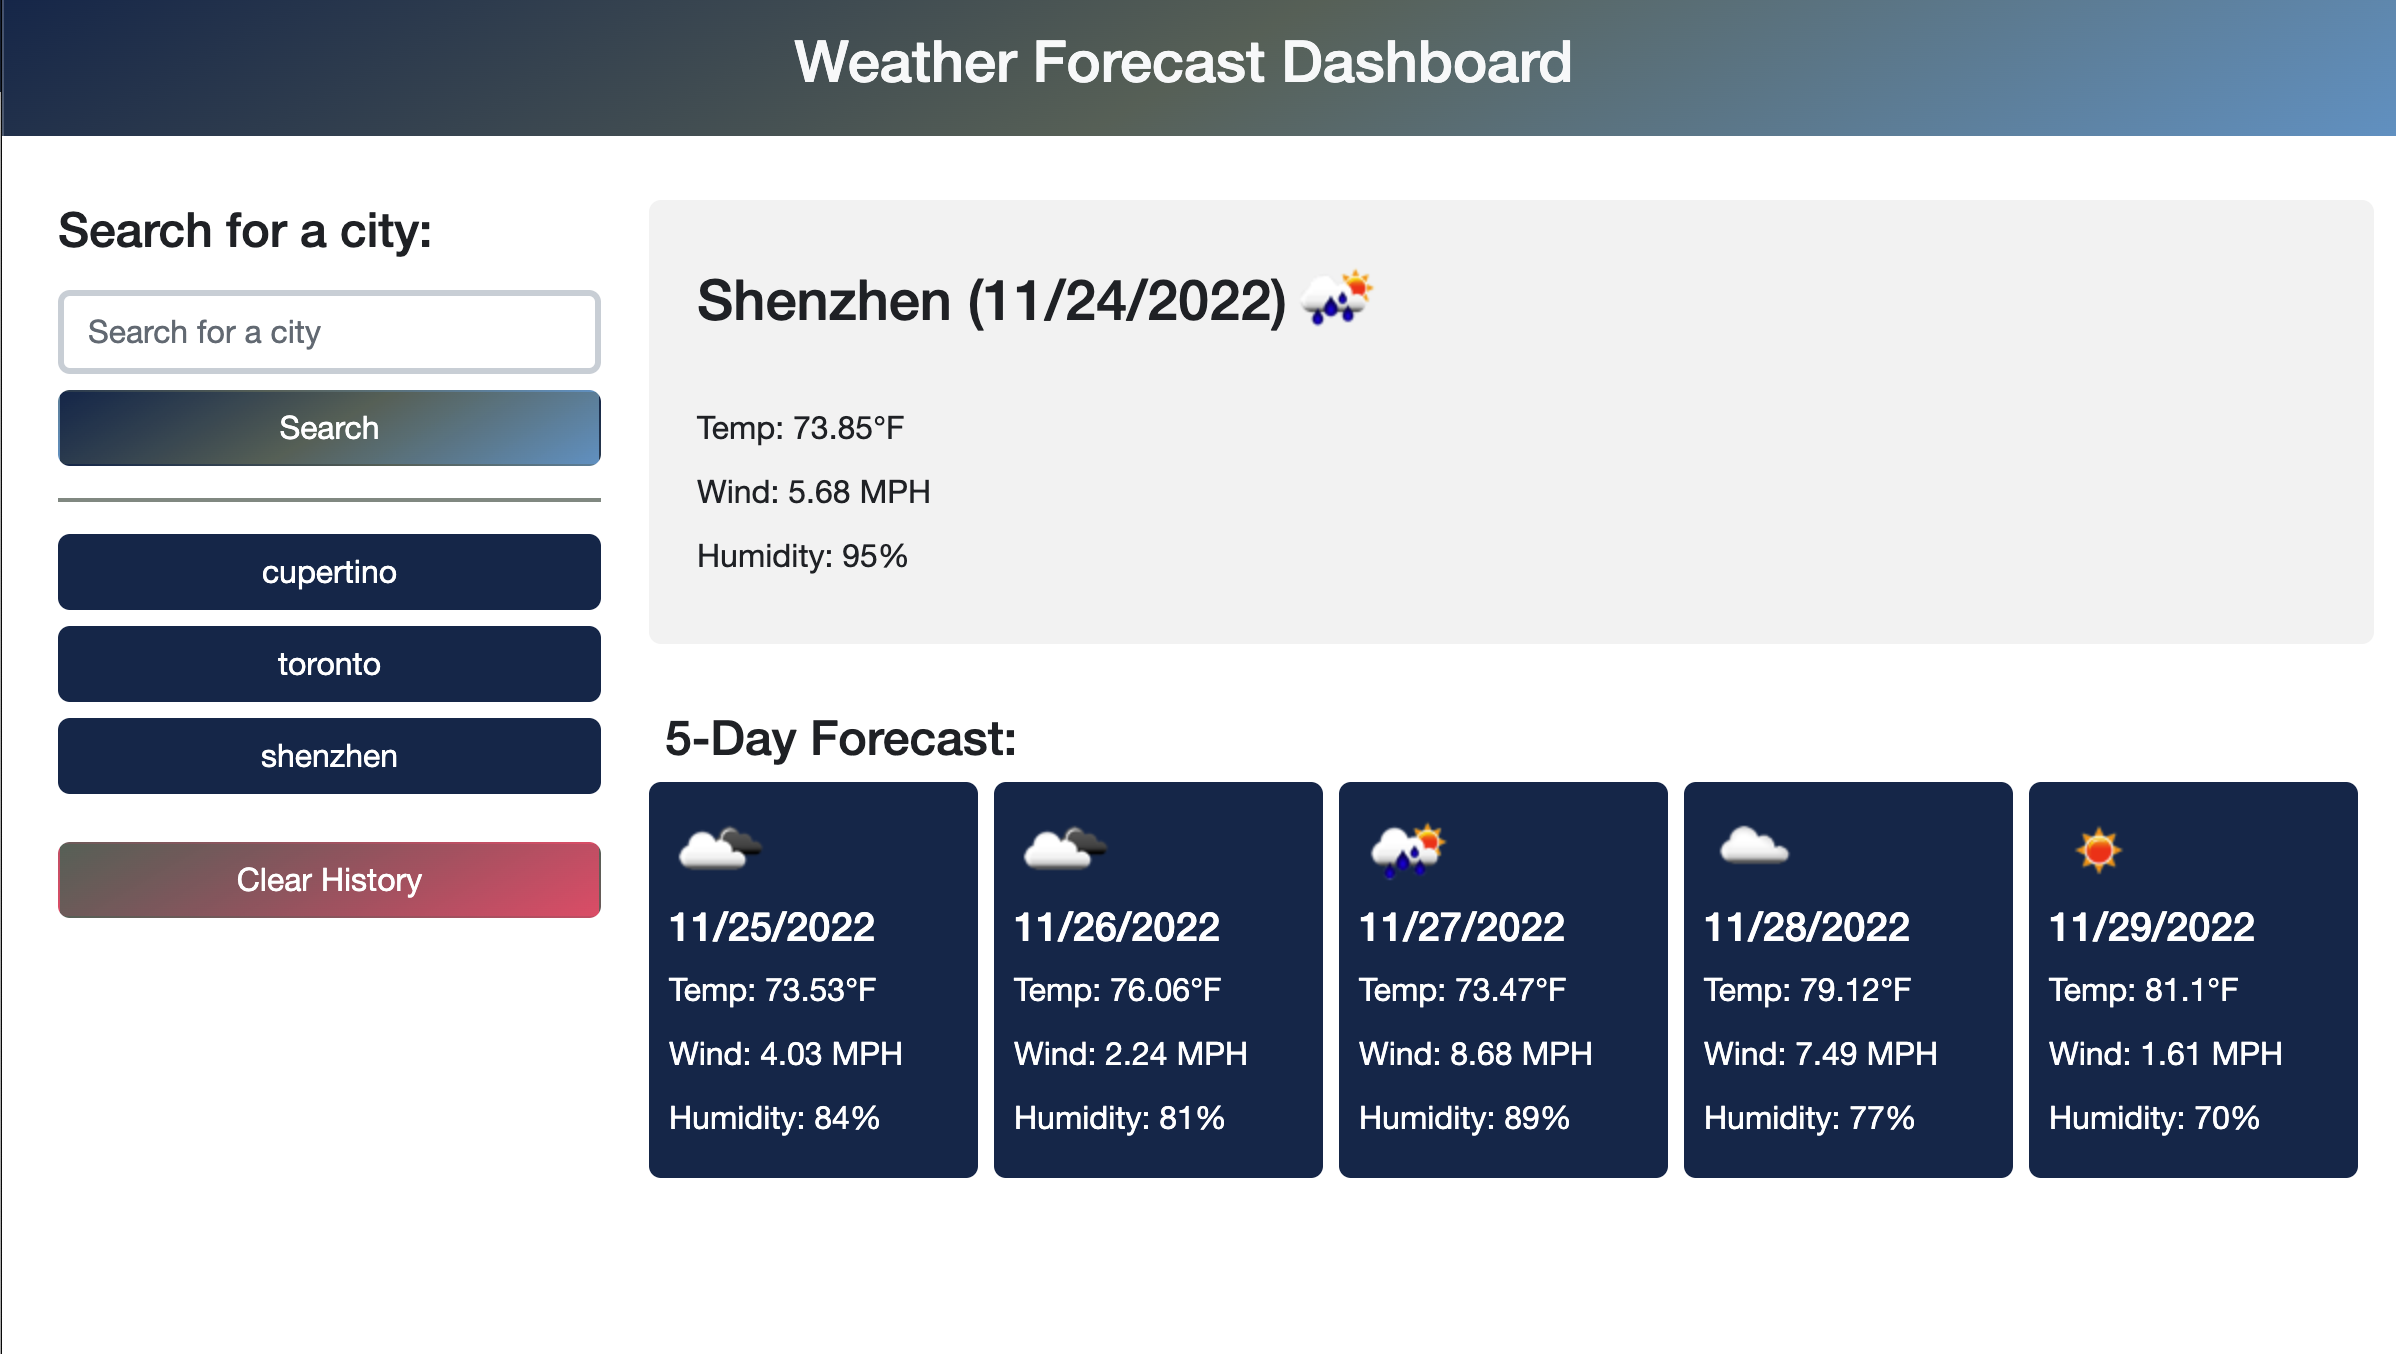 Weather Forecast Dashboard
Search for a city:
Search for a city
Search
cupertino
toronto
shenzhen
Clear History
Shenzhen (11/24/2022)
Temp: 73.85°F
Wind: 5.68 MPH
Humidity: 95%
5-Day Forecast:
11/25/2022
Temp: 73.53°F
Wind: 4.03 MPH
Humidity: 84%
11/26/2022
Temp: 76.06°F
Wind: 2.24 MPH
Humidity: 81%
11/27/2022
Temp: 73.47°F
Wind: 8.68 MPH
Humidity: 89%
11/28/2022
Temp: 79.12°F
Wind: 7.49 MPH
Humidity: 77%
11/29/2022
Temp: 81.1°F
Wind: 1.61 MPH
Humidity: 70%